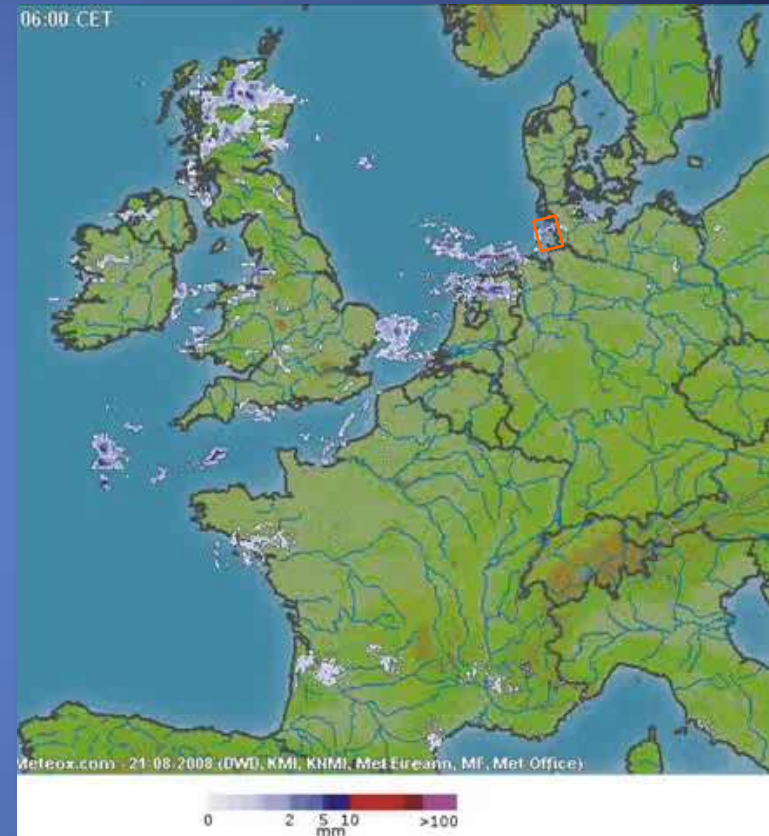 06:00 CET
Meteox.com - 21-08-2008 (DWD, KMI, KNMI, Met Eireann, MF, Met Office)
0 2 5 10 >100
mm